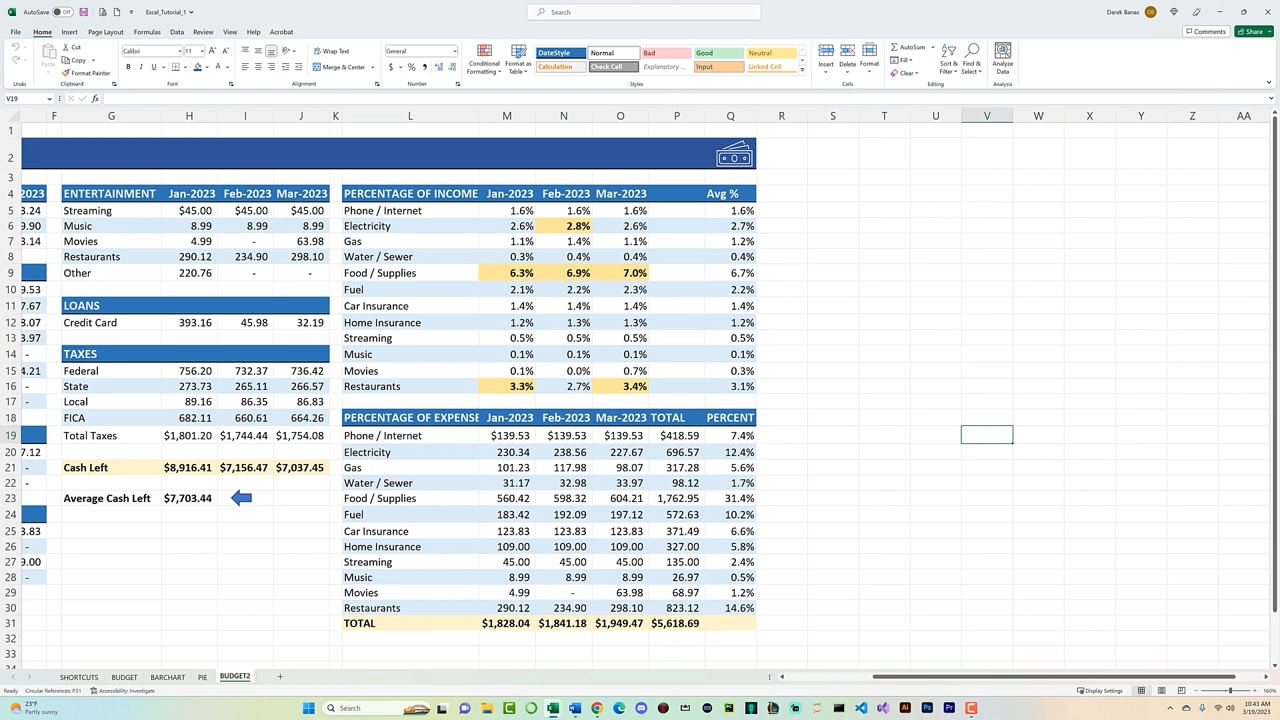 AutoSave Off Excel_Tutorial_1 Search Derek Banas DB
File Home Insert Page Layout Formulas Data Review View Help Acrobat Comments Share
Cut Calibri 11 Wrap Text General DateStyle Normal Bad Good Neutral AutoSum
Paste Copy Conditional Formatting Format as Table Insert Delete Format Fill Sort & Filter Find & Select Analyze Data
Format Painter B I U Merge & Center $ % Calculation Check Cell Explanatory ... Input Linked Cell Clear
Undo Clipboard Font Alignment Number Styles Cells Editing Analysis
V19 fx
F G H I J K L M N O P Q R S T U V W X Y Z AA
1
2
3
4 2023 ENTERTAINMENT Jan-2023 Feb-2023 Mar-2023 PERCENTAGE OF INCOME Jan-2023 Feb-2023 Mar-2023 Avg %
5 3.24 Streaming $45.00 $45.00 $45.00 Phone / Internet 1.6% 1.6% 1.6% 1.6%
6 9.90 Music 8.99 8.99 8.99 Electricity 2.6% 2.8% 2.6% 2.7%
7 3.14 Movies 4.99 - 63.98 Gas 1.1% 1.4% 1.1% 1.2%
8 Restaurants 290.12 234.90 298.10 Water / Sewer 0.3% 0.4% 0.4% 0.4%
9 Other 220.76 - - Food / Supplies 6.3% 6.9% 7.0% 6.7%
10 9.53 Fuel 2.1% 2.2% 2.3% 2.2%
11 7.67 LOANS Car Insurance 1.4% 1.4% 1.4% 1.4%
12 8.07 Credit Card 393.16 45.98 32.19 Home Insurance 1.2% 1.3% 1.3% 1.2%
13 3.97 Streaming 0.5% 0.5% 0.5% 0.5%
14 - TAXES Music 0.1% 0.1% 0.1% 0.1%
15 4.21 Federal 756.20 732.37 736.42 Movies 0.1% 0.0% 0.7% 0.3%
16 - State 273.73 265.11 266.57 Restaurants 3.3% 2.7% 3.4% 3.1%
17 - Local 89.16 86.35 86.83
18 FICA 682.11 660.61 664.26 PERCENTAGE OF EXPENSE Jan-2023 Feb-2023 Mar-2023 TOTAL PERCENT
19 Total Taxes $1,801.20 $1,744.44 $1,754.08 Phone / Internet $139.53 $139.53 $139.53 $418.59 7.4%
20 7.12 Electricity 230.34 238.56 227.67 696.57 12.4%
21 - Cash Left $8,916.41 $7,156.47 $7,037.45 Gas 101.23 117.98 98.07 317.28 5.6%
22 - Water / Sewer 31.17 32.98 33.97 98.12 1.7%
23 Average Cash Left $7,703.44 Food / Supplies 560.42 598.32 604.21 1,762.95 31.4%
24 Fuel 183.42 192.09 197.12 572.63 10.2%
25 3.83 Car Insurance 123.83 123.83 123.83 371.49 6.6%
26 - Home Insurance 109.00 109.00 109.00 327.00 5.8%
27 9.00 Streaming 45.00 45.00 45.00 135.00 2.4%
28 - Music 8.99 8.99 8.99 26.97 0.5%
29 Movies 4.99 - 63.98 68.97 1.2%
30 Restaurants 290.12 234.90 298.10 823.12 14.6%
31 TOTAL $1,828.04 $1,841.18 $1,949.47 $5,618.69
32
33
34
SHORTCUTS BUDGET BARCHART PIE BUDGET2
Ready Circular References: P31 Accessibility: Investigate Display Settings 160%
23°F Partly sunny Search 10:43 AM 3/19/2023